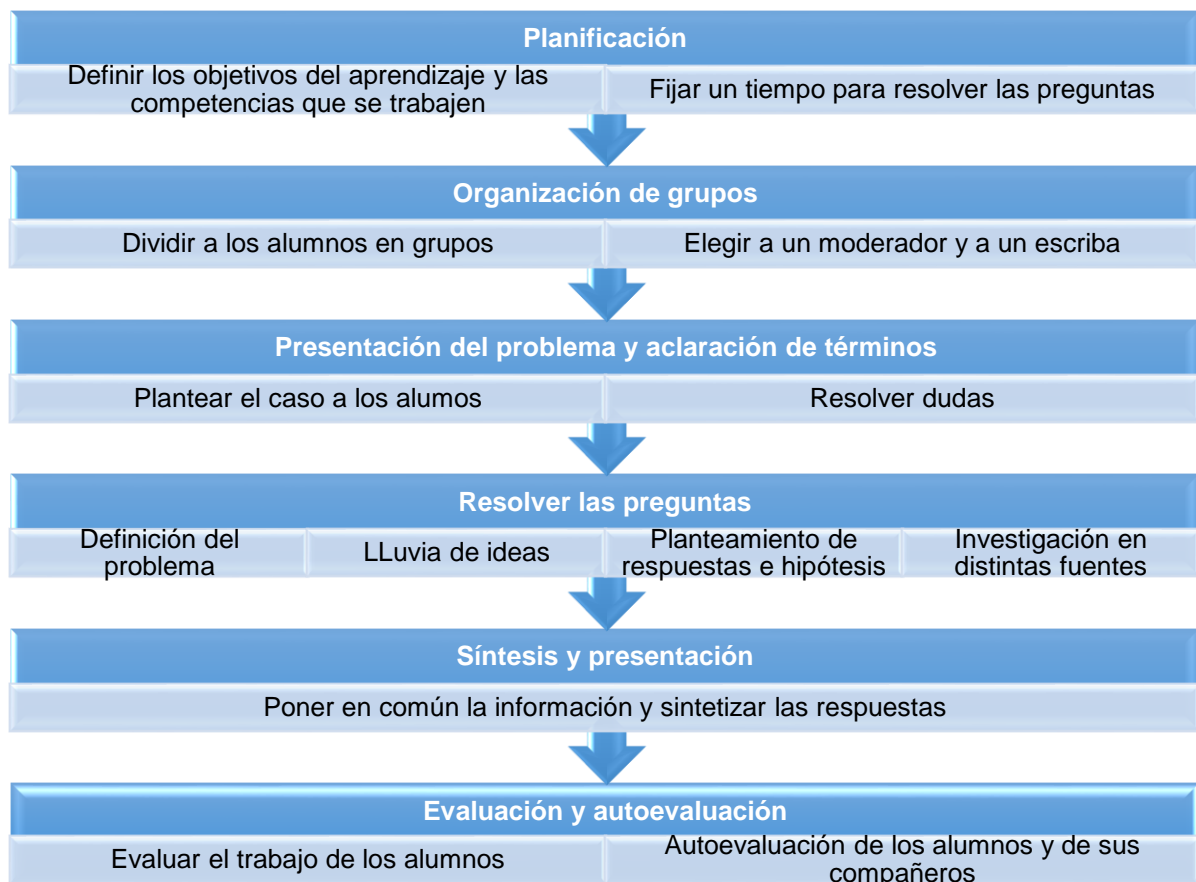 Planificación
Definir los objetivos del aprendizaje y las
competencias que se trabajen
Fijar un tiempo para resolver las preguntas
Organización de grupos
Dividir a los alumnos en grupos
Elegir a un moderador y a un escriba
Presentación del problema y aclaración de términos
Plantear el caso a los alumos
Resolver dudas
Resolver las preguntas
Definición del
problema
LLuvia de ideas
Planteamiento de
respuestas e hipótesis
Investigación en
distintas fuentes
Síntesis y presentación
Poner en común la información y sintetizar las respuestas
Evaluación y autoevaluación
Evaluar el trabajo de los alumnos
Autoevaluación de los alumnos y de sus
compañeros